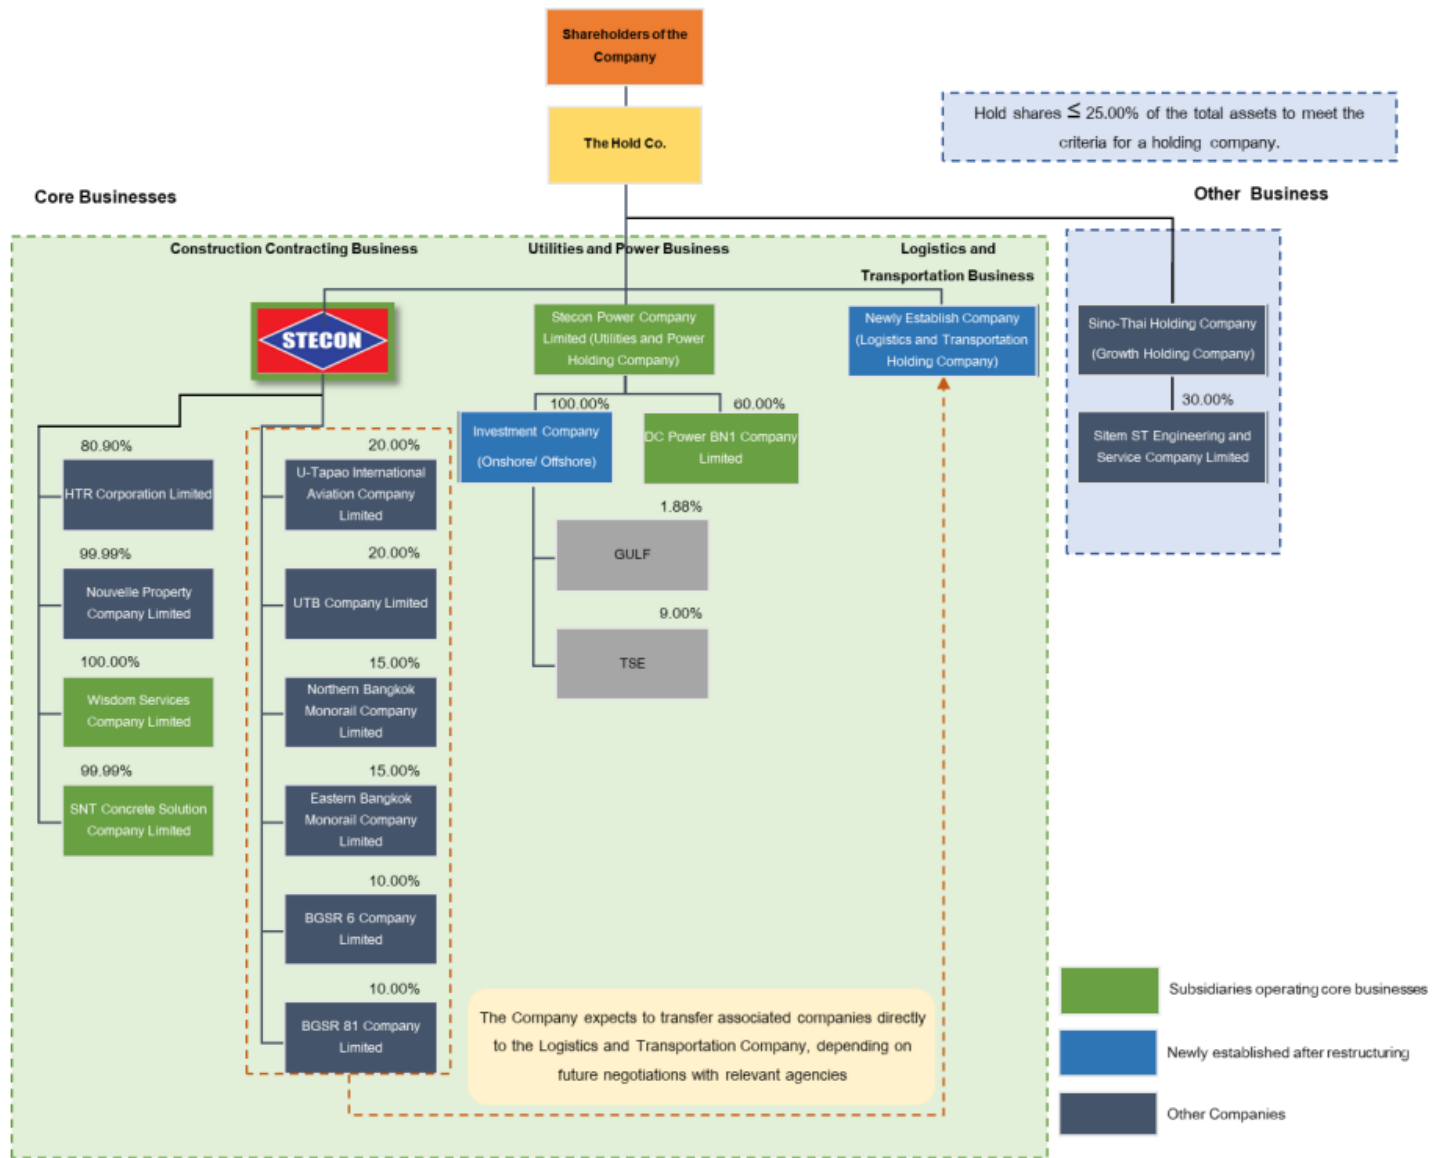 Shareholders of the
Company
The Hold Co.
Hold shares ≤ 25.00% of the total assets to meet the
criteria for a holding company.
Core Businesses
Other Business
Construction Contracting Business
Utilities and Power Business
Logistics and
Transportation Business
STECON
Stecon Power Company
Limited (Utilities and Power
Holding Company)
Newly Establish Company
(Logistics and Transportation
Holding Company)
Sino-Thai Holding Company
(Growth Holding Company)
100.00%
Investment Company
(Onshore/ Offshore)
60.00%
DC Power BN1 Company
Limited
30.00%
Sitem ST Engineering and
Service Company Limited
80.90%
HTR Corporation Limited
99.99%
Nouvelle Property
Company Limited
100.00%
Wisdom Services
Company Limited
99.99%
SNT Concrete Solution
Company Limited
20.00%
U-Tapao International
Aviation Company
Limited
20.00%
UTB Company Limited
15.00%
Northern Bangkok
Monorail Company
Limited
15.00%
Eastern Bangkok
Monorail Company
Limited
10.00%
BGSR 6 Company
Limited
10.00%
BGSR 81 Company
Limited
1.88%
GULF
9.00%
TSE
The Company expects to transfer associated companies directly
to the Logistics and Transportation Company, depending on
future negotiations with relevant agencies
Subsidiaries operating core businesses
Newly established after restructuring
Other Companies